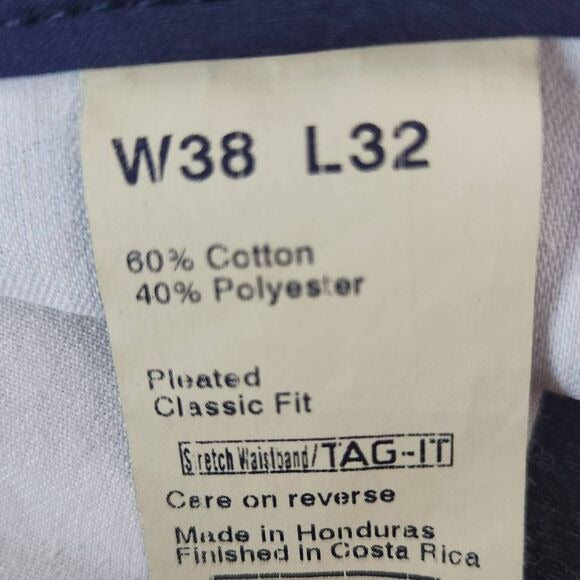 W38 L32
60% Cotton
40% Polyester
Pleated
Classic Fit
Stretch Waistband/TAG-IT
Care on reverse
Made in Honduras
Finished in Costa Rica